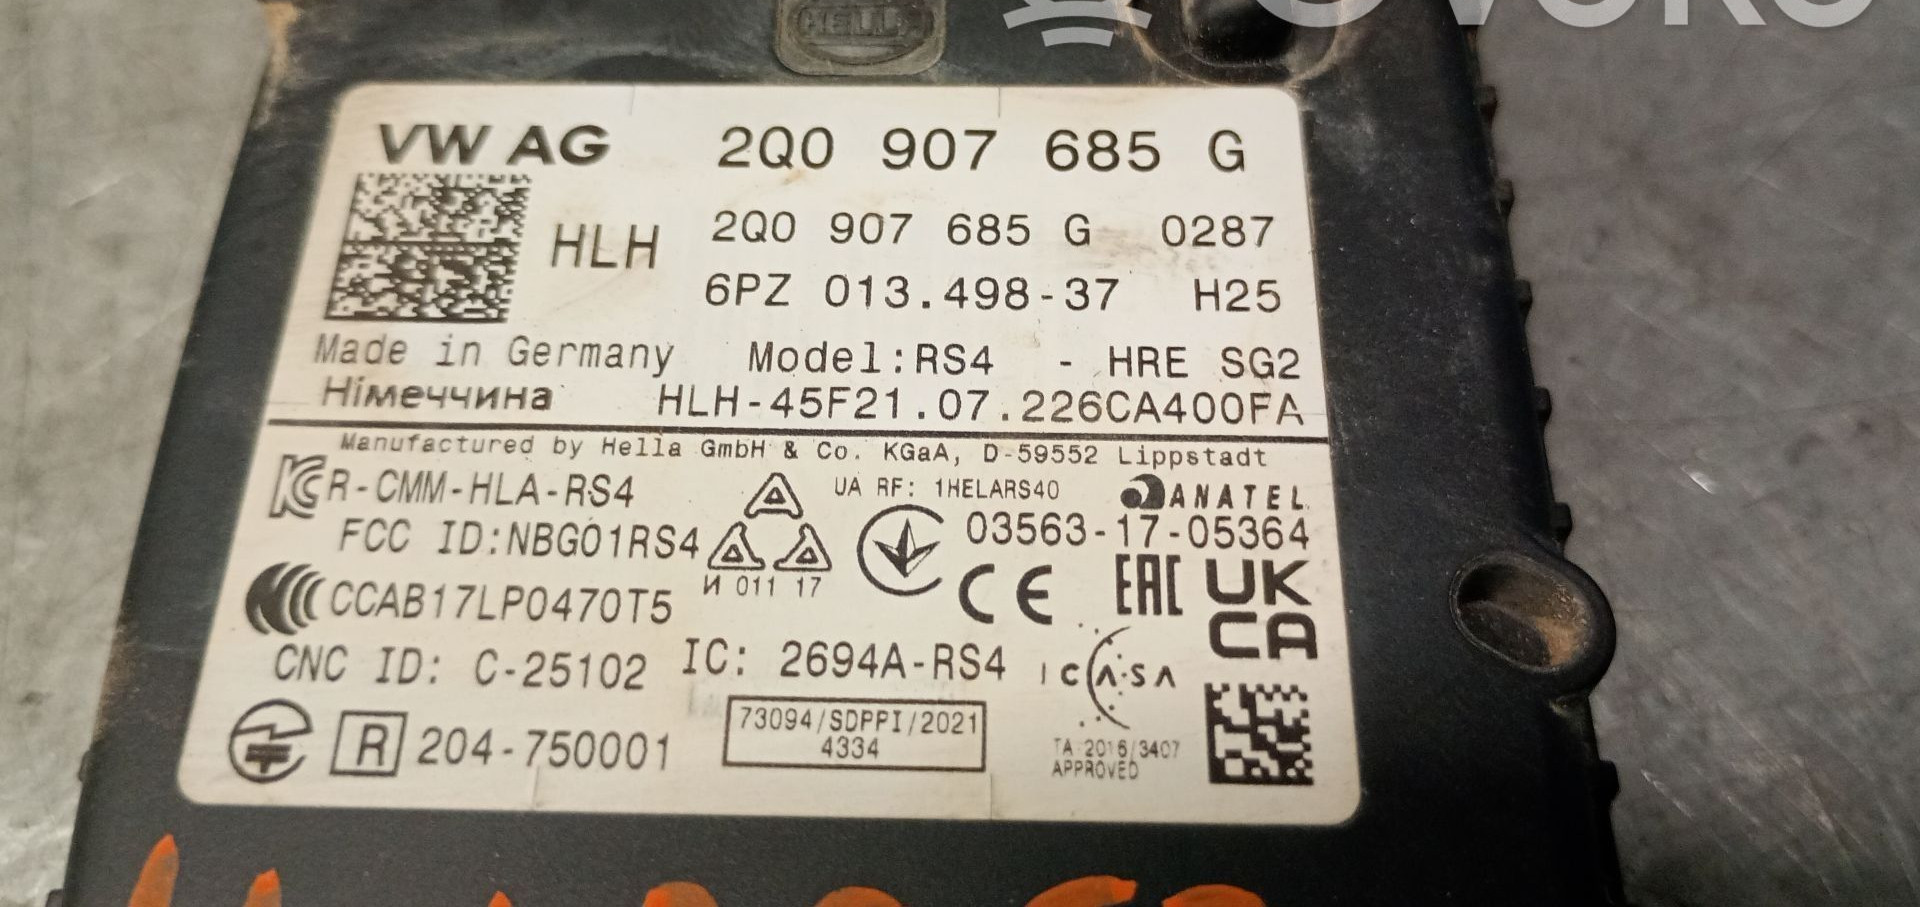 HELLA
VW AG 2Q0 907 685 G
HLH 2Q0 907 685 G 0287
6PZ 013.498-37 H25
Made in Germany Model:RS4 - HRE SG2
Німеччина HLH-45F21.07.226CA400FA
Manufactured by Hella GmbH & Co. KGaA, D-59552 Lippstadt
R-CMM-HLA-RS4 UA RF: 1HELARS40 ANATEL
FCC ID:NBG01RS4 03563-17-05364
И 011 17
CCAB17LP0470T5 CE EAC UK CA
CNC ID: C-25102 IC: 2694A-RS4 ICASA
R 204-750001 73094/SDPPI/2021
4334
TA-2016/3407
APPROVED